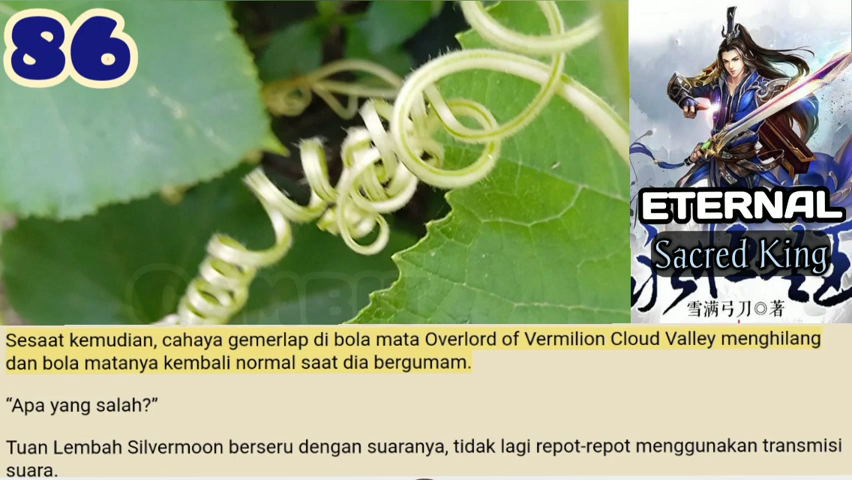 86
ETERNAL
Sacred King
雪满弓刀◎著
Sesaat kemudian, cahaya gemerlap di bola mata Overlord of Vermilion Cloud Valley menghilang
dan bola matanya kembali normal saat dia bergumam.
“Apa yang salah?”
Tuan Lembah Silvermoon berseru dengan suaranya, tidak lagi repot-repot menggunakan transmisi
suara.